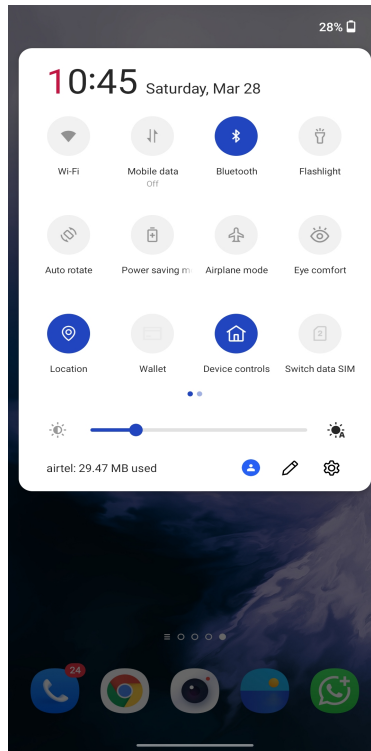 28%
10:45 Saturday, Mar 28
Wi-Fi Mobile data Bluetooth Flashlight
Off
Auto rotate Power saving m Airplane mode Eye comfort
2
Location Wallet Device controls Switch data SIM
A
airtel: 29.47 MB used
24